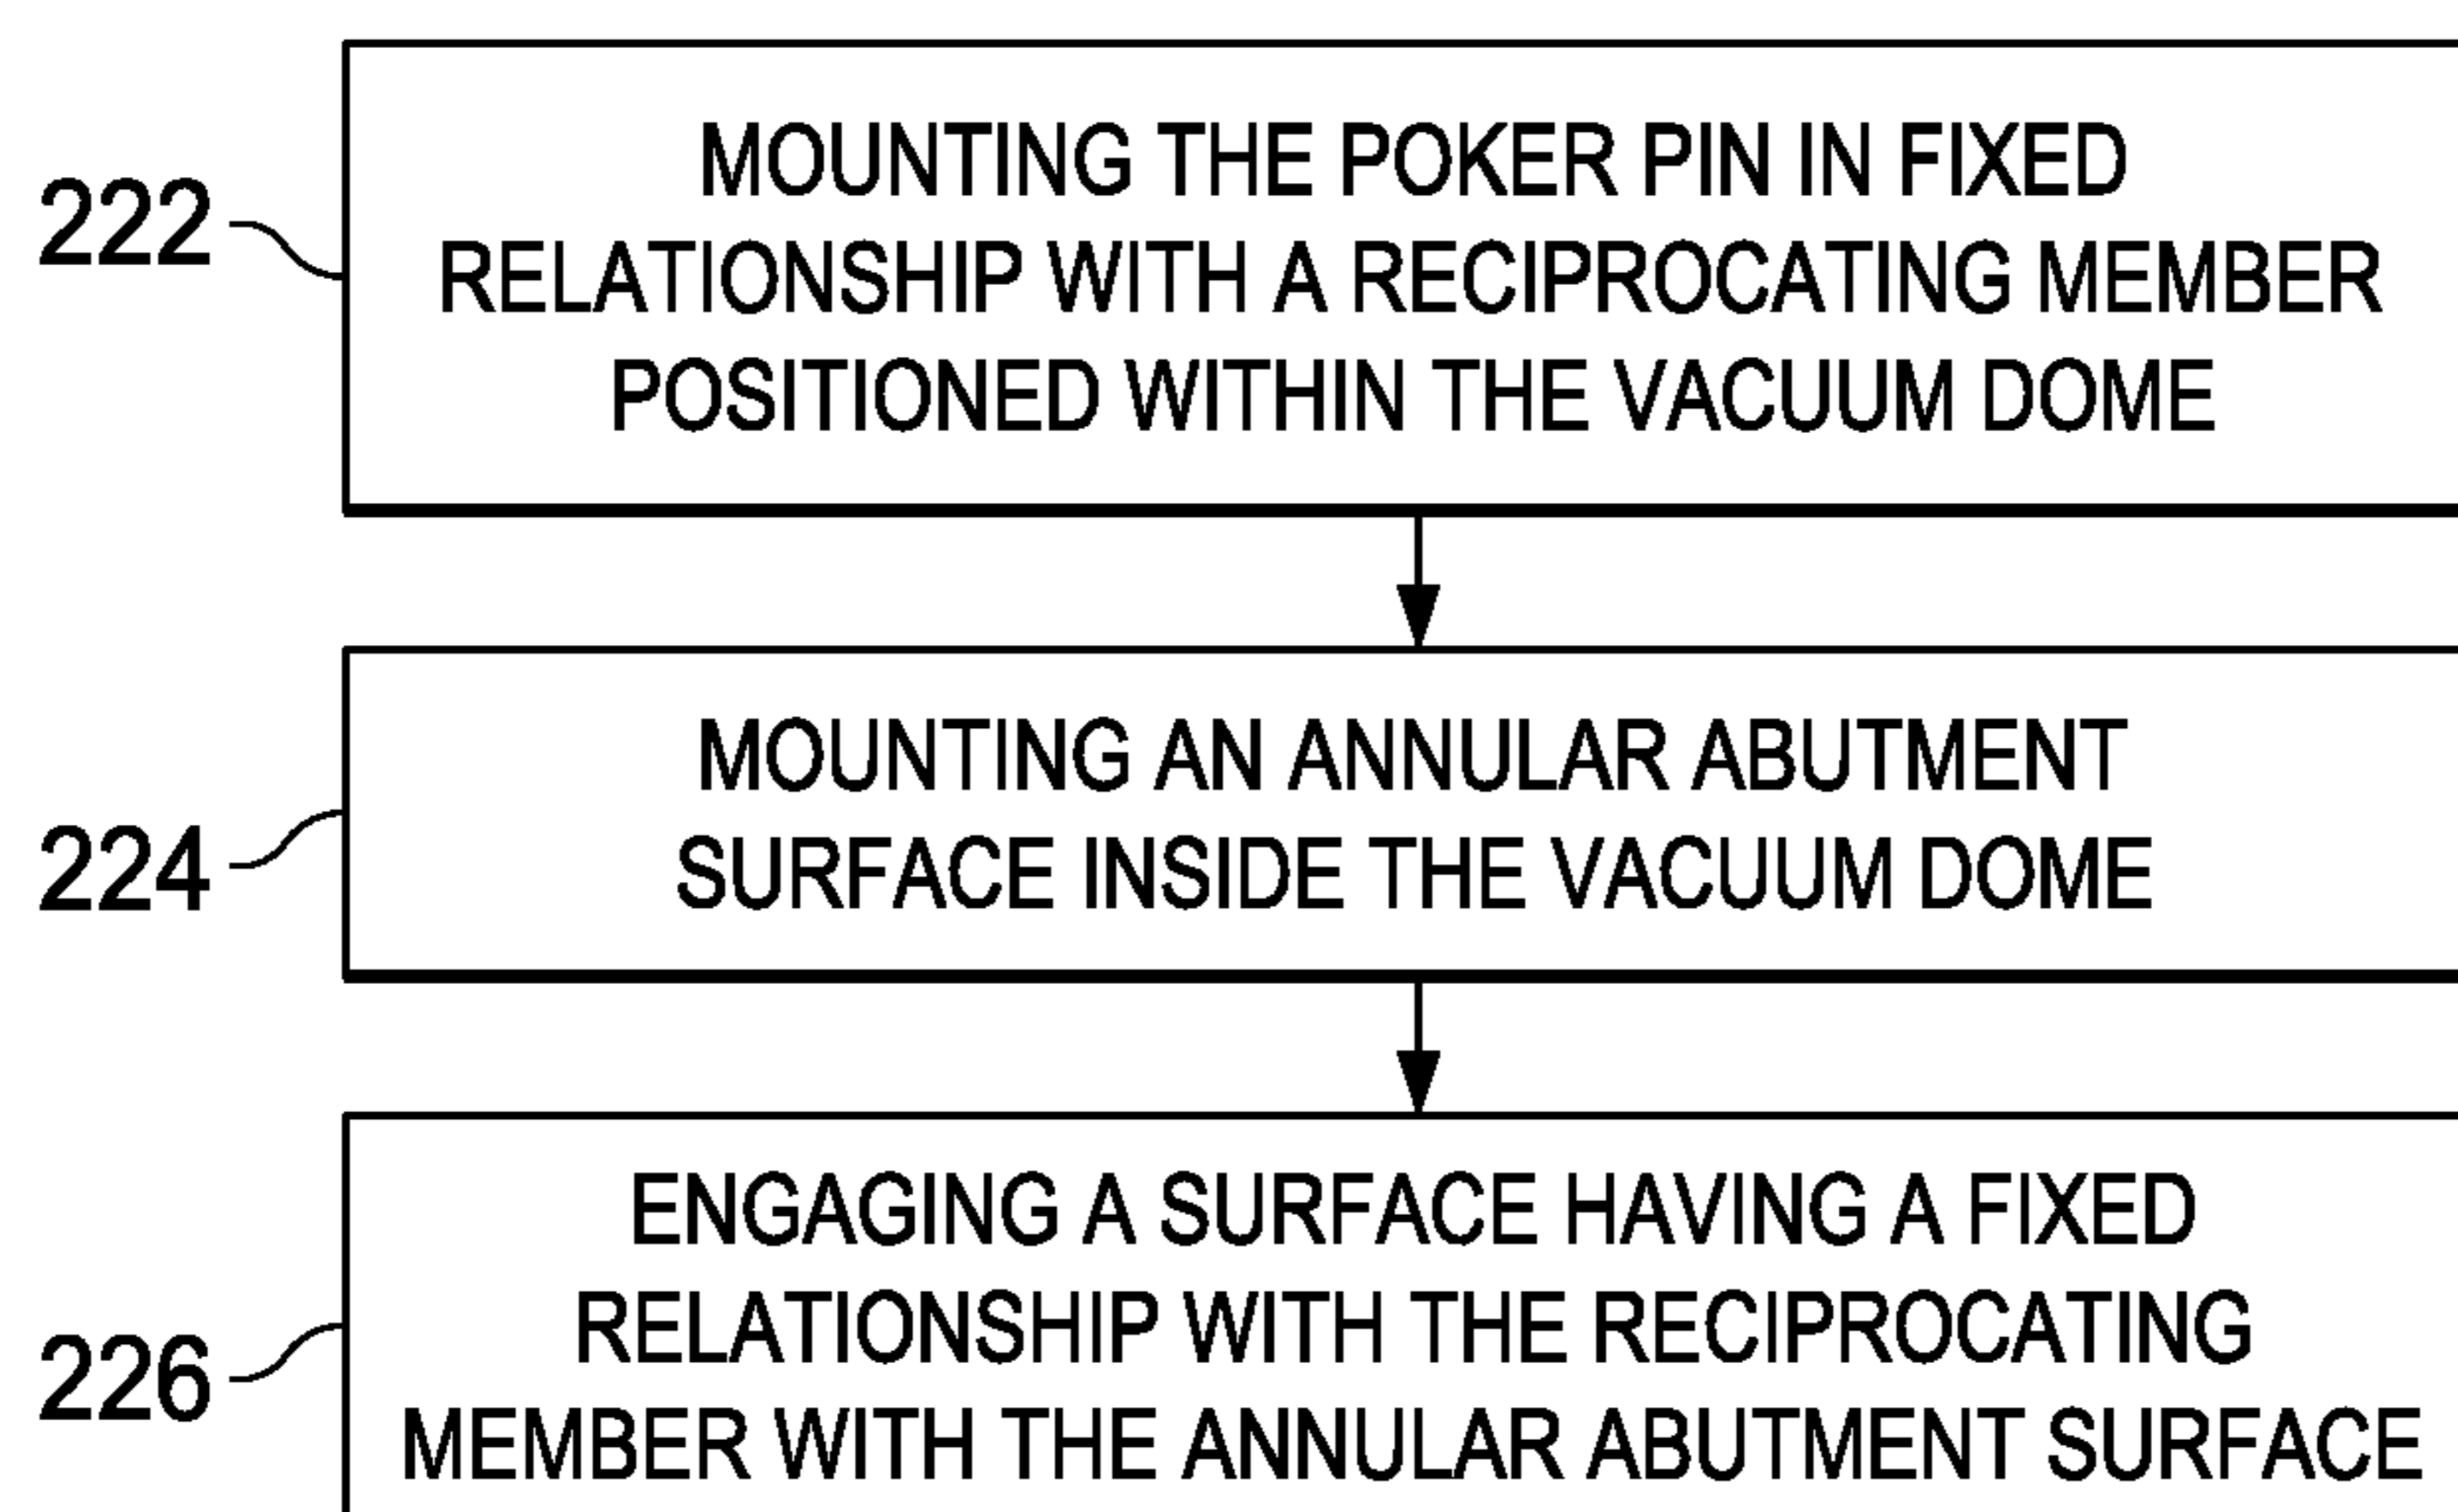 222
MOUNTING THE POKER PIN IN FIXED
RELATIONSHIP WITH A RECIPROCATING MEMBER
POSITIONED WITHIN THE VACUUM DOME
224
MOUNTING AN ANNULAR ABUTMENT
SURFACE INSIDE THE VACUUM DOME
226
ENGAGING A SURFACE HAVING A FIXED
RELATIONSHIP WITH THE RECIPROCATING
MEMBER WITH THE ANNULAR ABUTMENT SURFACE